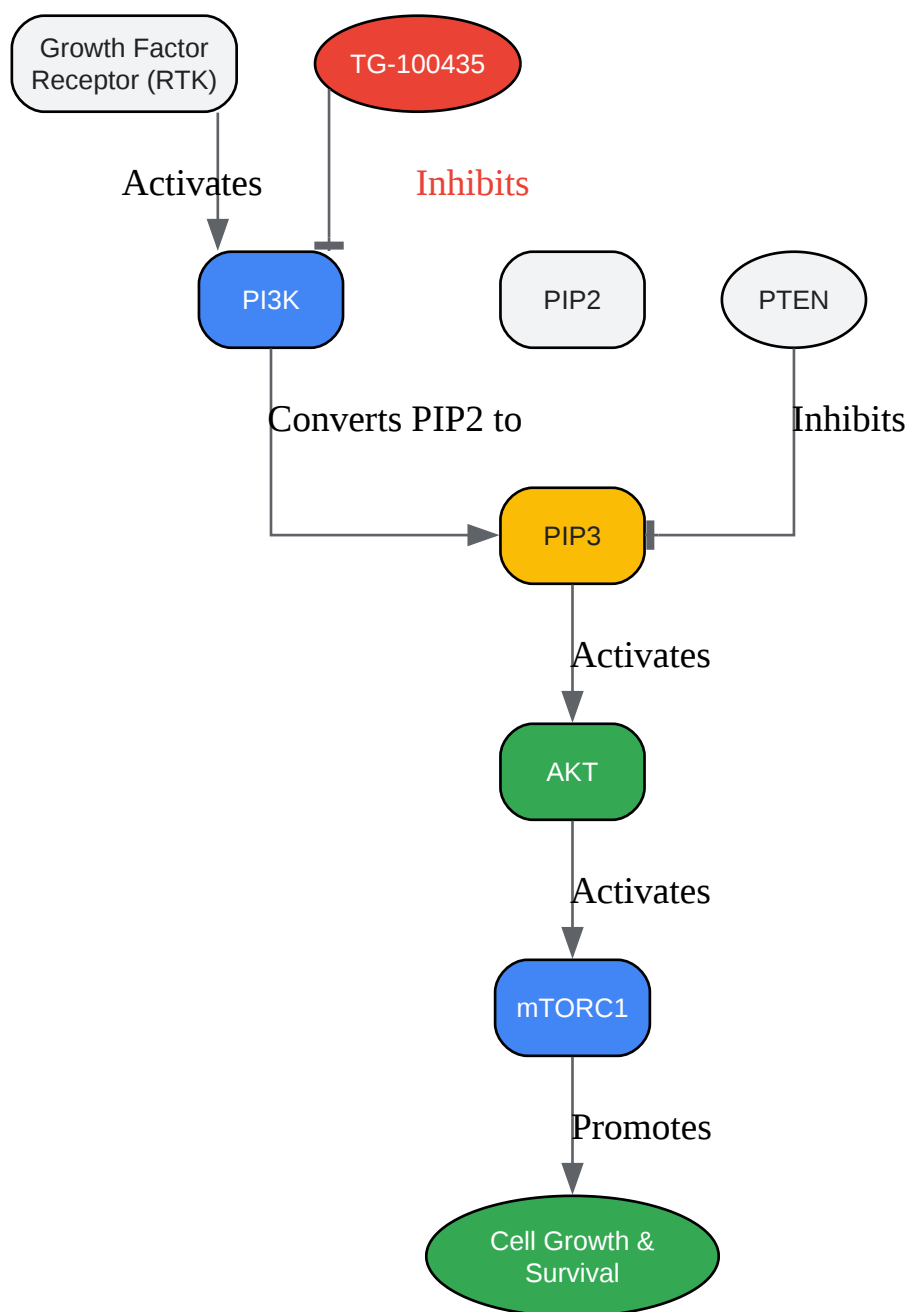 Growth Factor
Receptor (RTK)
TG-100435
Activates
Inhibits
PI3K
PIP2
PTEN
Converts PIP2 to
Inhibits
PIP3
Activates
AKT
Activates
mTORC1
Promotes
Cell Growth &
Survival